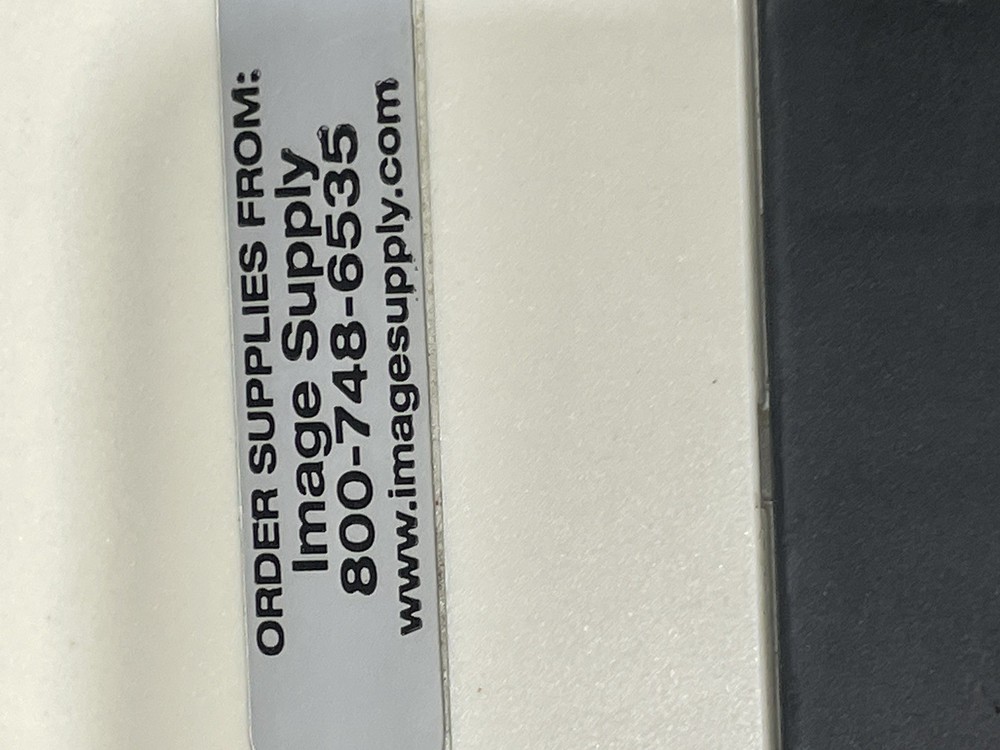 ORDER SUPPLIES FROM:
Image Supply
800-748-6535
www.imagesupply.com